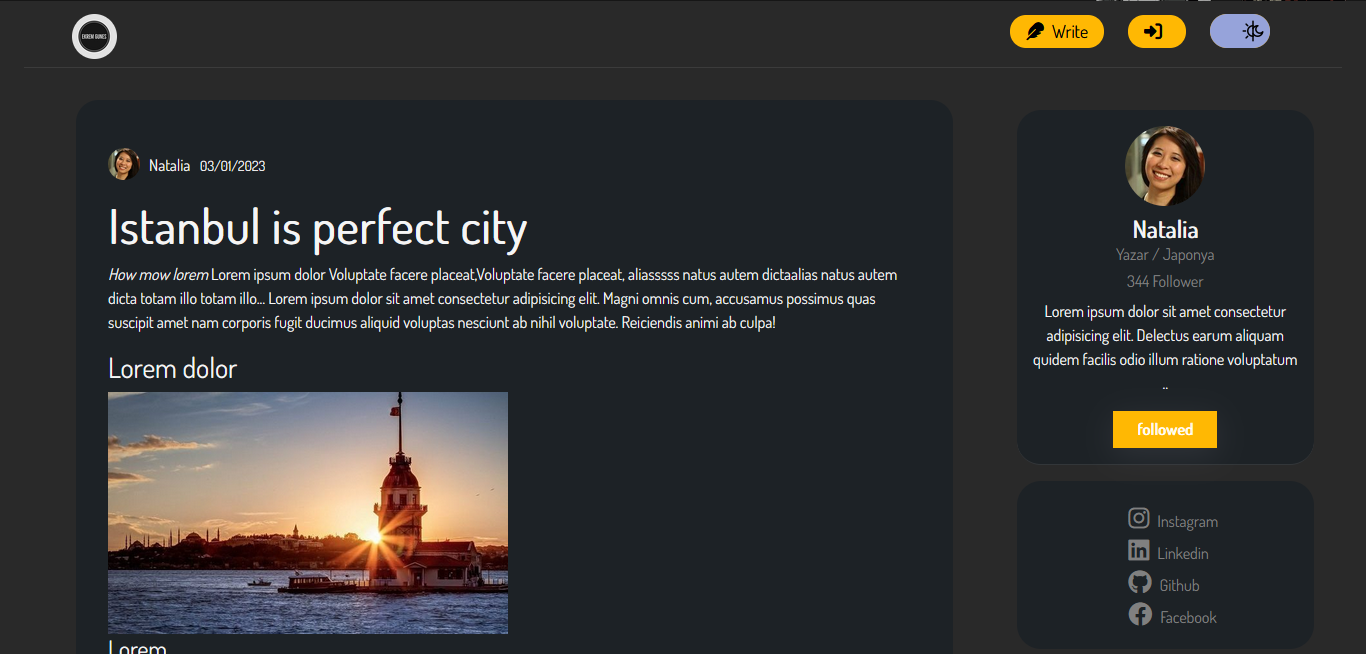 EKREM GUNES
Write
Natalia 03/01/2023
Istanbul is perfect city
How mow lorem Lorem ipsum dolor Voluptate facere placeat,Voluptate facere placeat, aliasssss natus autem dictaalias natus autem
dicta totam illo totam illo... Lorem ipsum dolor sit amet consectetur adipisicing elit. Magni omnis cum, accusamus possimus quas
suscipit amet nam corporis fugit ducimus aliquid voluptas nesciunt ab nihil voluptate. Reiciendis animi ab culpa!
Lorem dolor
Lorem
Natalia
Yazar / Japonya
344 Follower
Lorem ipsum dolor sit amet consectetur
adipisicing elit. Delectus earum aliquam
quidem facilis odio illum ratione voluptatum
..
followed
Instagram
Linkedin
Github
Facebook